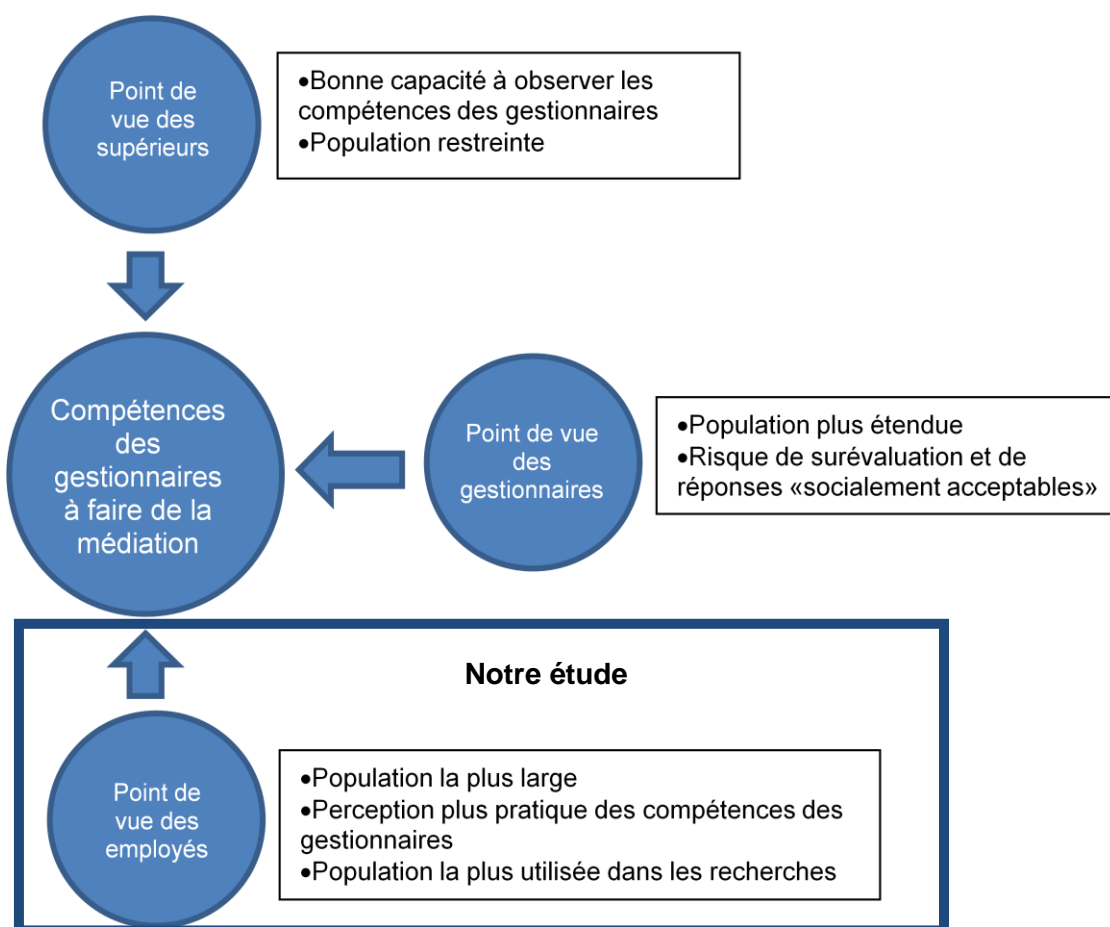 Point de
vue des
supérieurs
•Bonne capacité à observer les
compétences des gestionnaires
•Population restreinte
Compétences
des
gestionnaires
à faire de la
médiation
Point de vue
des
gestionnaires
•Population plus étendue
•Risque de surévaluation et de
réponses «socialement acceptables»
Notre étude
Point de
vue des
employés
•Population la plus large
•Perception plus pratique des compétences des
gestionnaires
•Population la plus utilisée dans les recherches